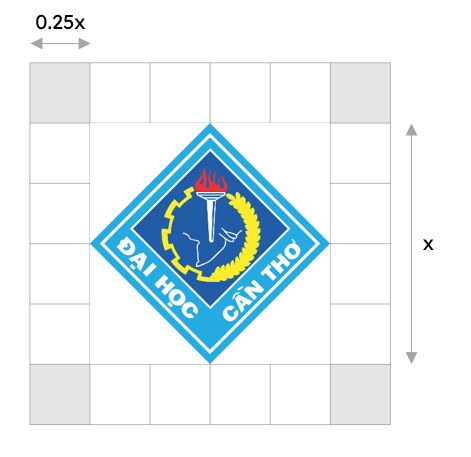 0.25x
x
ĐẠI HỌC
CẦN THƠ